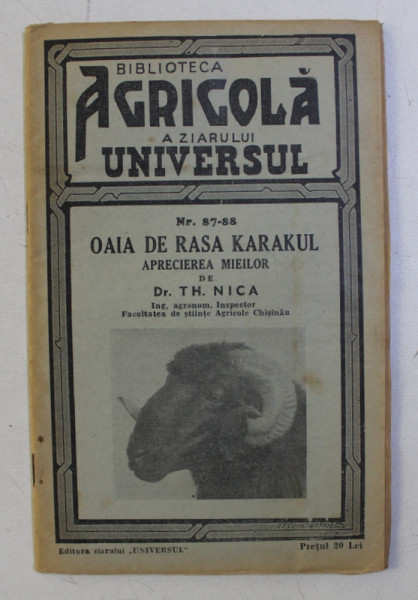 BIBLIOTECA
AGRICOLĂ
A ZIARULUI
UNIVERSUL
Nr. 87-88
OAIA DE RASA KARAKUL
APRECIEREA MIEILOR
DE
Dr. TH. NICA
Ing. agronom, Inspector
Facultatea de științe Agricole Chișinău
Editura ziarului „UNIVERSUL"
Prețul 20 Lei